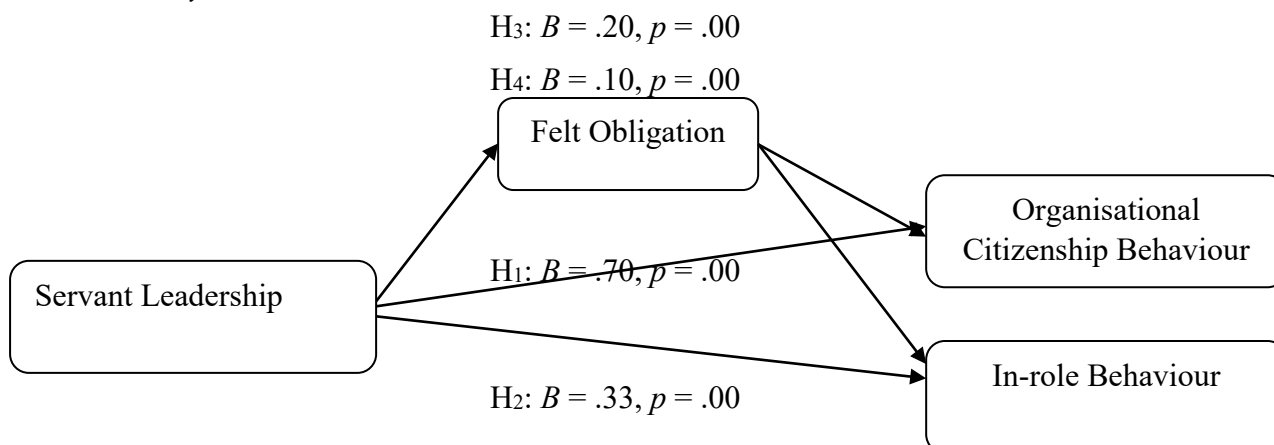 H3: B = .20, p = .00
H4: B = .10, p = .00
Felt Obligation
Organisational
Citizenship Behaviour
H1: B = .70, p = .00
Servant Leadership
In-role Behaviour
H2: B = .33, p = .00